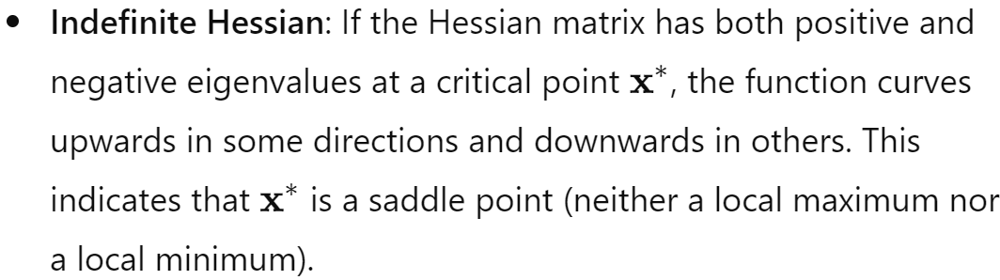 • Indefinite Hessian: If the Hessian matrix has both positive and
negative eigenvalues at a critical point x*, the function curves
upwards in some directions and downwards in others. This
indicates that x* is a saddle point (neither a local maximum nor
a local minimum).